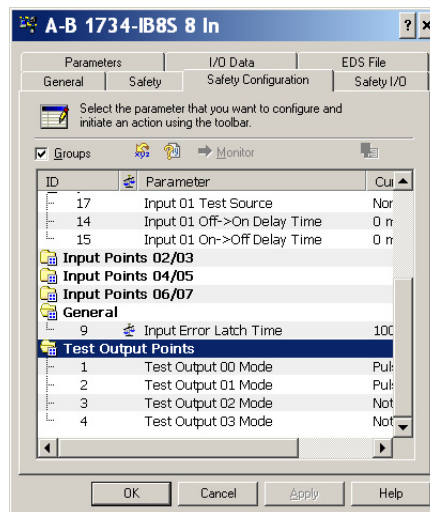 A-B 1734-IB8S 8 In
Parameters I/O Data EDS File
General Safety Safety Configuration Safety I/O
Select the parameter that you want to configure and
initiate an action using the toolbar.
Groups Monitor
ID Parameter Cu
17 Input 01 Test Source Nor
14 Input 01 Off->On Delay Time 0 m
15 Input 01 On->Off Delay Time 0 m
Input Points 02/03
Input Points 04/05
Input Points 06/07
General
9 Input Error Latch Time 100
Test Output Points
1 Test Output 00 Mode Pul
2 Test Output 01 Mode Pul
3 Test Output 02 Mode Not
4 Test Output 03 Mode Not
OK Cancel Apply Help